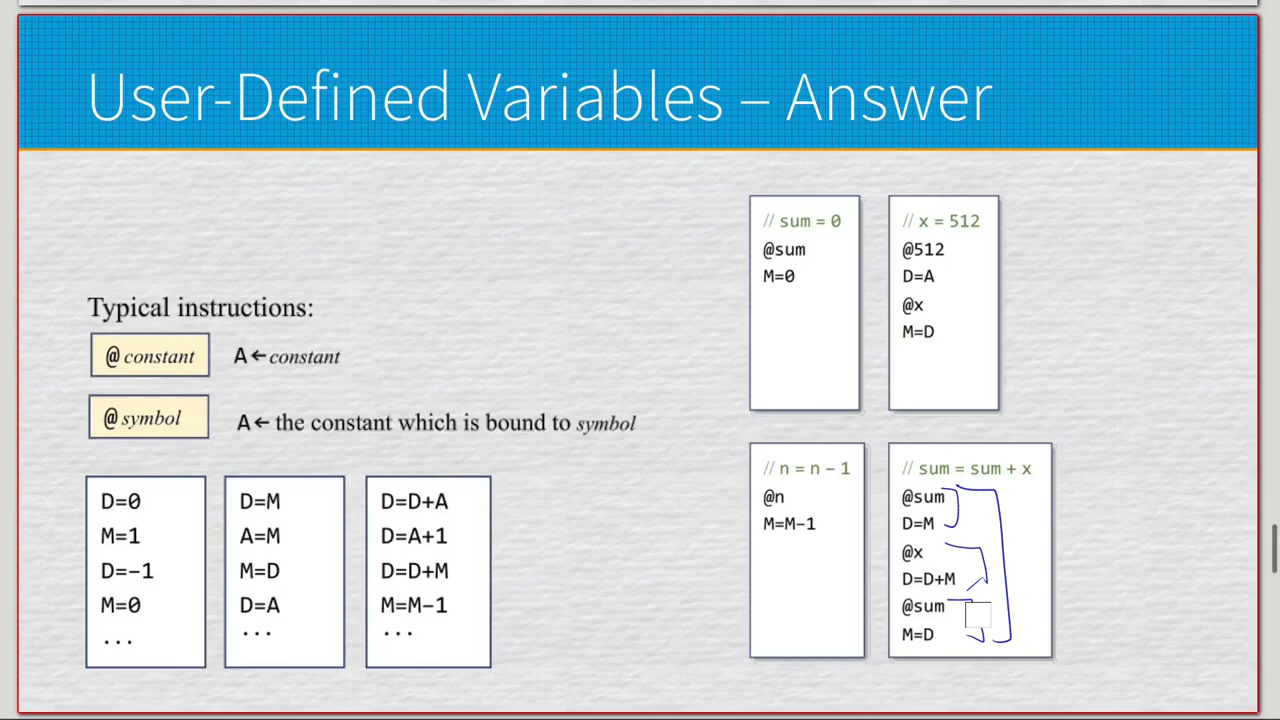 User-Defined Variables – Answer
Typical instructions:
@ constant
A ← constant
@ symbol
A ← the constant which is bound to symbol
D=0
M=1
D=–1
M=0
...
D=M
A=M
M=D
D=A
...
D=D+A
D=A+1
D=D+M
M=M–1
...
// sum = 0
@sum
M=0
// x = 512
@512
D=A
@x
M=D
// n = n – 1
@n
M=M–1
// sum = sum + x
@sum
D=M
@x
D=D+M
@sum
M=D